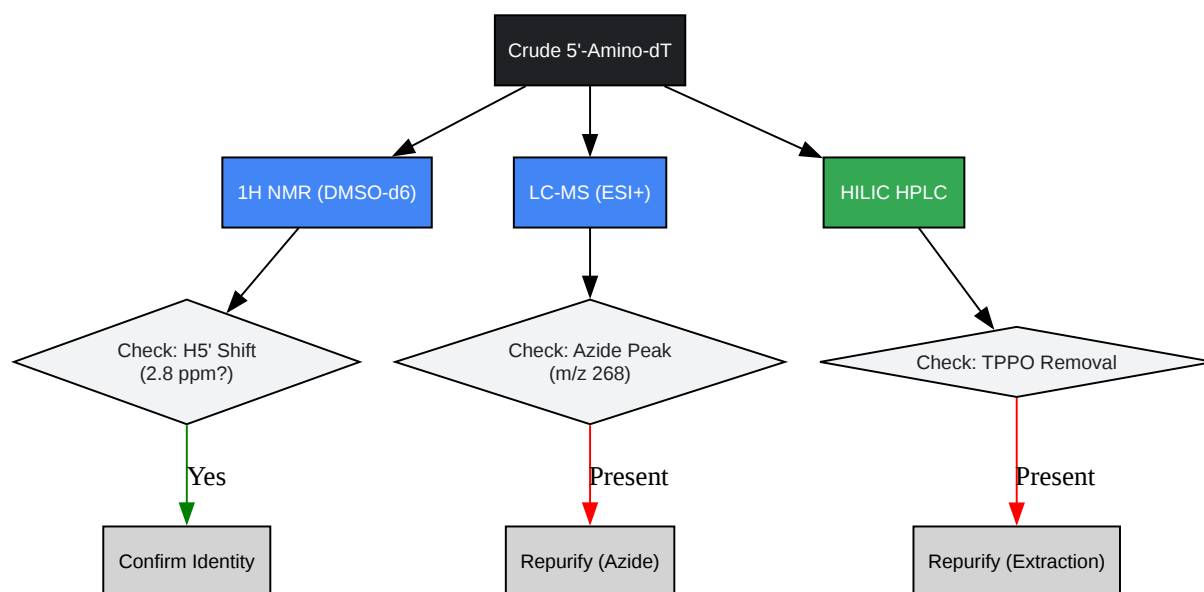 Crude 5'-Amino-dT
1H NMR (DMSO-d6)
LC-MS (ESI+)
HILIC HPLC
Check: H5' Shift
(2.8 ppm?)
Check: Azide Peak
(m/z 268)
Check: TPPO Removal
Yes
Present
Present
Confirm Identity
Repurify (Azide)
Repurify (Extraction)